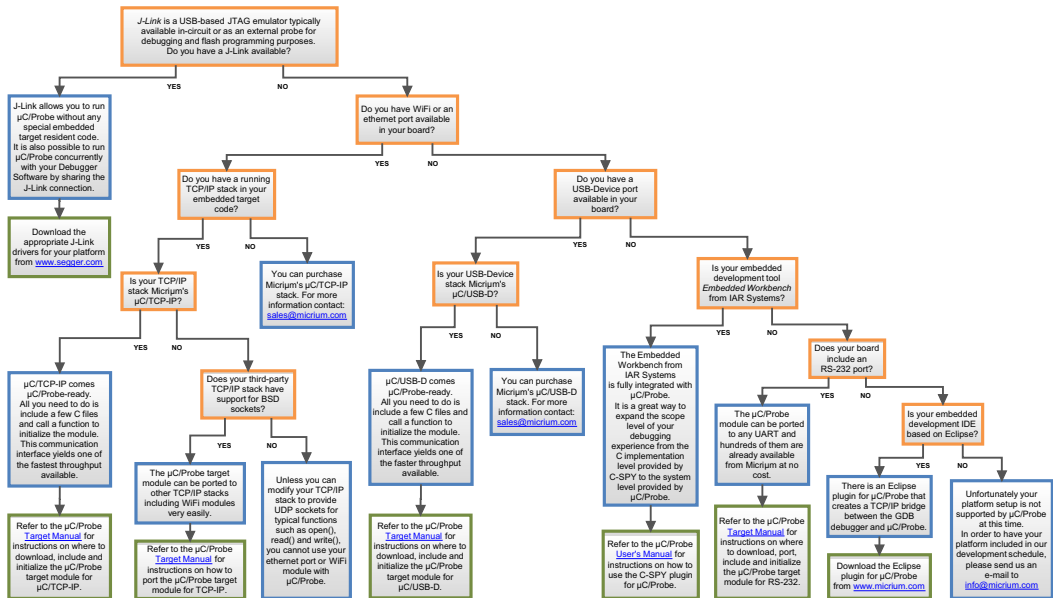 J-Link is a USB-based JTAG emulator typically
available in-circuit or as an external probe for
debugging and flash programming purposes.
Do you have a J-Link available?
YES
NO
J-Link allows you to run
µC/Probe without any
special embedded
target resident code.
It is also possible to run
µC/Probe concurrently
with your Debugger
Software by sharing the
J-Link connection.
Download the
appropriate J-Link
drivers for your platform
from www.segger.com
Do you have WiFi or an
ethernet port available
in your board?
YES
NO
Do you have a running
TCP/IP stack in your
embedded target
code?
YES
NO
Do you have a
USB-Device port
available in your
board?
YES
NO
Is your TCP/IP
stack Micriµm's
µC/TCP-IP?
YES
NO
You can purchase
Micriµm's µC/TCP-IP
stack. For more
information contact:
sales@micrium.com
Is your USB-Device
stack Micriµm's
µC/USB-D?
YES
NO
Is your embedded
development tool
Embedded Workbench
from IAR Systems?
YES
NO
µC/TCP-IP comes
µC/Probe-ready.
All you need to do is
include a few C files
and call a function to
initialize the module.
This communication
interface yields one of
the fastest throughput
available.
Refer to the µC/Probe
Target Manual for
instructions on where to
download, include and
initialize the µC/Probe
target module for
µC/TCP-IP.
Does your third-party
TCP/IP stack have
support for BSD
sockets?
YES
NO
The µC/Probe target
module can be ported to
other TCP/IP stacks
including WiFi modules
very easily.
Refer to the µC/Probe
Target Manual for
instructions on how to
port the µC/Probe target
module for TCP-IP.
Unless you can
modify your TCP/IP
stack to provide
UDP sockets for
typical functions
such as open(),
read() and write(),
you cannot use your
ethernet port or WiFi
module with
µC/Probe.
µC/USB-D comes
µC/Probe-ready.
All you need to do is
include a few C files and
call a function to
initialize the module.
This communication
interface yields one of
the faster throughput
available.
Refer to the µC/Probe
Target Manual for
instructions on where to
download, include and
initialize the µC/Probe
target module for
µC/USB-D.
You can purchase
Micriµm's µC/USB-D
stack. For more
information contact:
sales@micrium.com
The Embedded
Workbench from
IAR Systems
is fully integrated with
µC/Probe.
It is a great way to
expand the scope
level of your
debugging
experience from the
C implementation
level provided by
C-SPY to the system
level provided by
µC/Probe.
Refer to the µC/Probe
User's Manual for
instructions on how to
use the C-SPY plugin
for µC/Probe.
Does your board
include an
RS-232 port?
YES
NO
The µC/Probe
module can be ported
to any UART and
hundreds of them are
already available
from Micriµm at no
cost.
Refer to the µC/Probe
Target Manual for
instructions on where
to download, port,
include and initialize
the µC/Probe target
module for RS-232.
Is your embedded
development IDE
based on Eclipse?
YES
NO
There is an Eclipse
plugin for µC/Probe that
creates a TCP/IP bridge
between the GDB
debugger and µC/Probe.
Download the Eclipse
plugin for µC/Probe
from www.micrium.com
Unfortunately your
platform setup is not
supported by µC/Probe
at this time.
In order to have your
platform included in our
development schedule,
please send us an
e-mail to
info@micrium.com